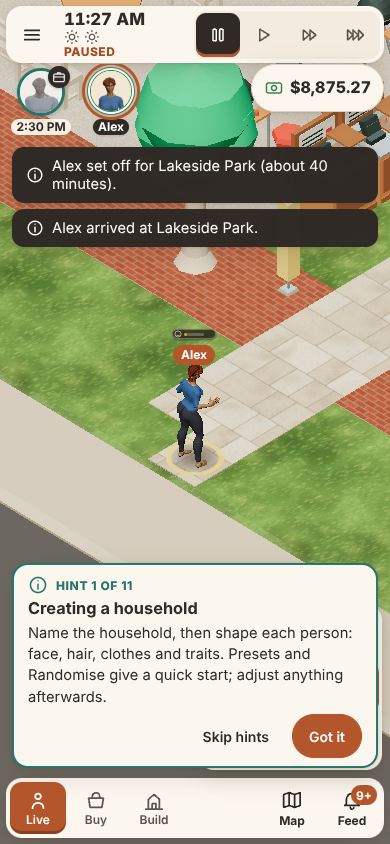 11:27 AM
PAUSED
$8,875.27
2:30 PM
Alex
Alex set off for Lakeside Park (about 40
minutes).
Alex arrived at Lakeside Park.
Alex
HINT 1 OF 11
Creating a household
Name the household, then shape each person:
face, hair, clothes and traits. Presets and
Randomise give a quick start; adjust anything
afterwards.
Skip hints
Got it
Live
Buy
Build
Map
9+
Feed